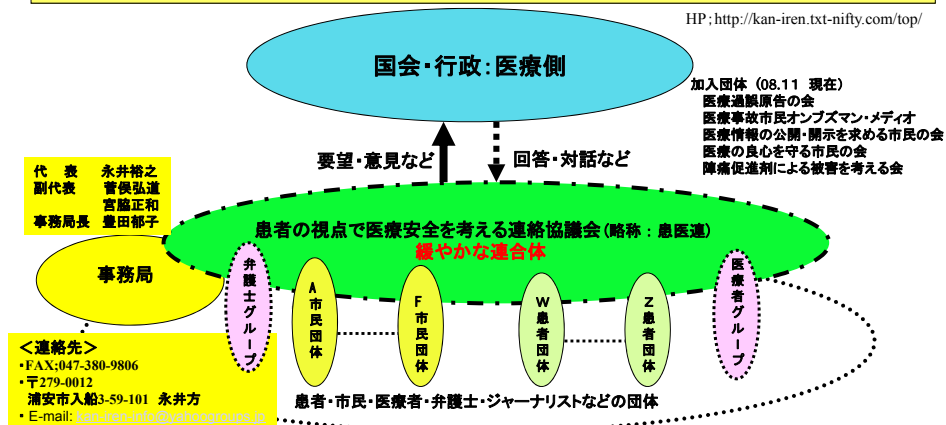 HP;http://kan-iren.txt-nifty.com/top/
国会・行政：医療側
加入団体（08.11 現在）
医療過誤原告の会
医療事故市民オンブズマン・メディオ
医療情報の公開・開示を求める市民の会
医療の良心を守る市民の会
陣痛促進剤による被害を考える会
要望・意見など
回答・対話など
代　表　永井裕之
副代表　菅俣弘道
宮脇正和
事務局長　豊田郁子
患者の視点で医療安全を考える連絡協議会(略称：患医連)
緩やかな連合体
事務局
弁護士グループ
A市民団体
F市民団体
W患者団体
Z患者団体
医療者グループ
＜連絡先＞
・FAX;047-380-9806
・〒279-0012
浦安市入船3-59-101 永井方
・E-mail: kan-iren-info@yahoogroups.jp
患者・市民・医療者・弁護士・ジャーナリストなどの団体